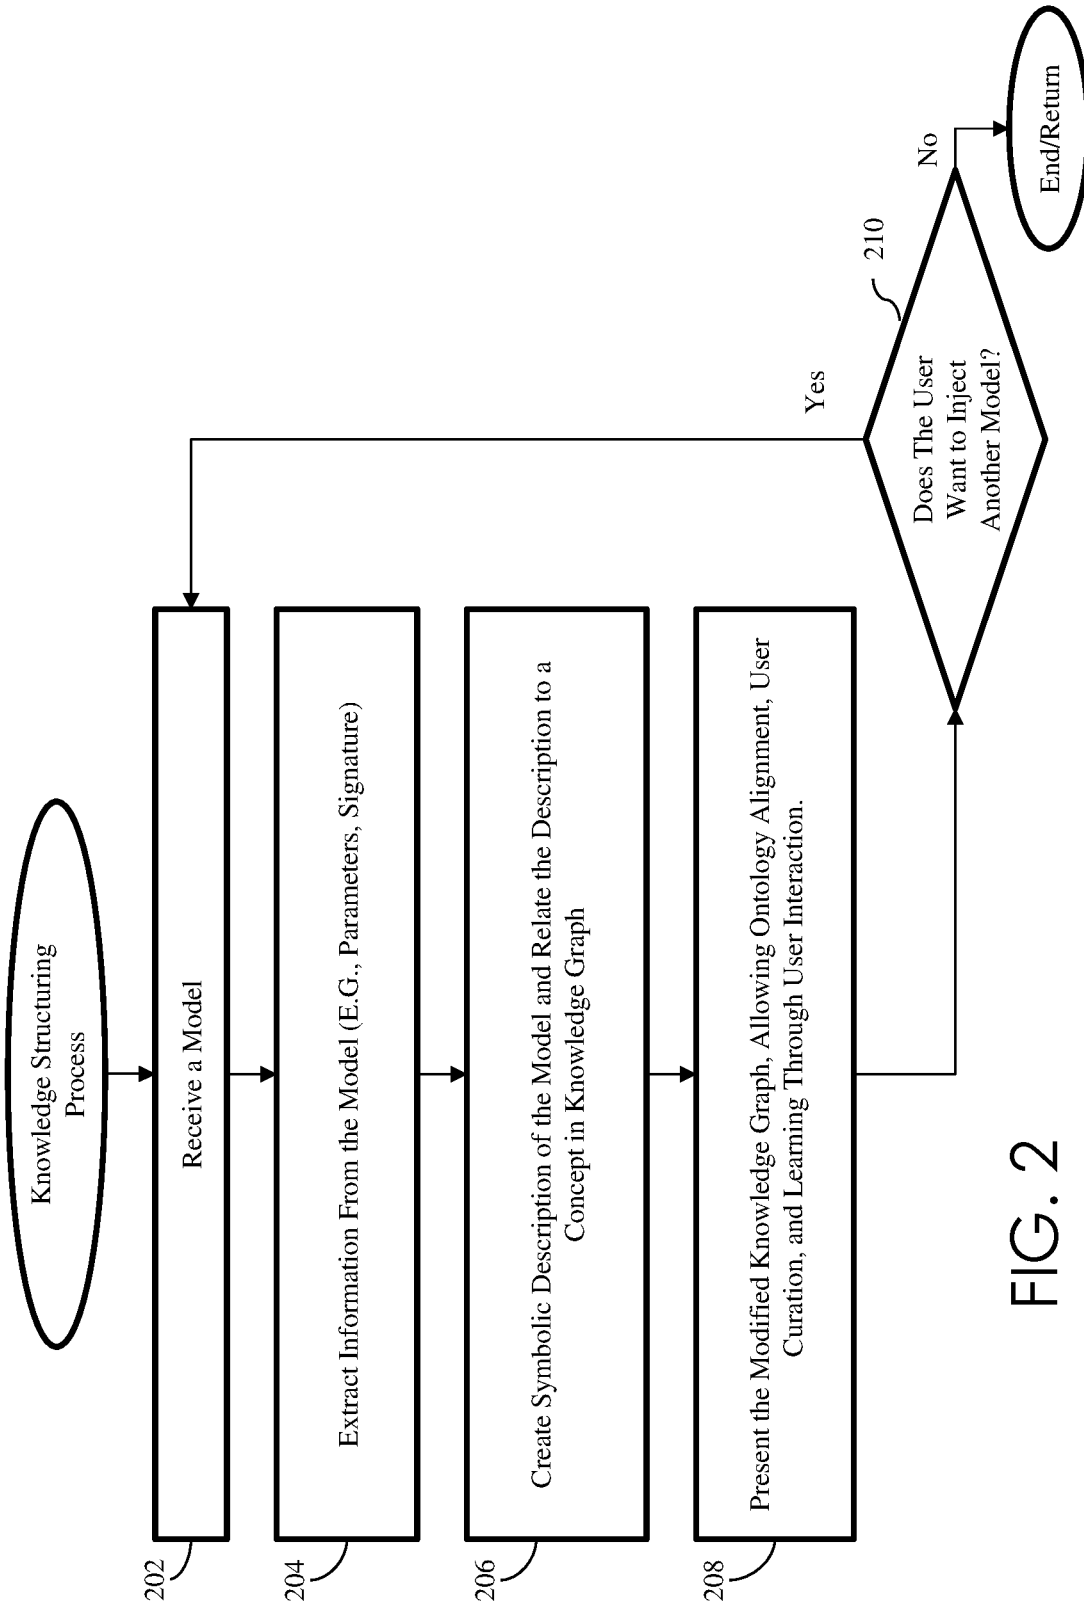 Knowledge Structuring
Process
202
Receive a Model
204
Extract Information From the Model (E.G., Parameters, Signature)
206
Create Symbolic Description of the Model and Relate the Description to a
Concept in Knowledge Graph
208
Present the Modified Knowledge Graph, Allowing Ontology Alignment, User
Curation, and Learning Through User Interaction.
210
Does The User
Want to Inject
Another Model?
Yes
No
End/Return
FIG. 2